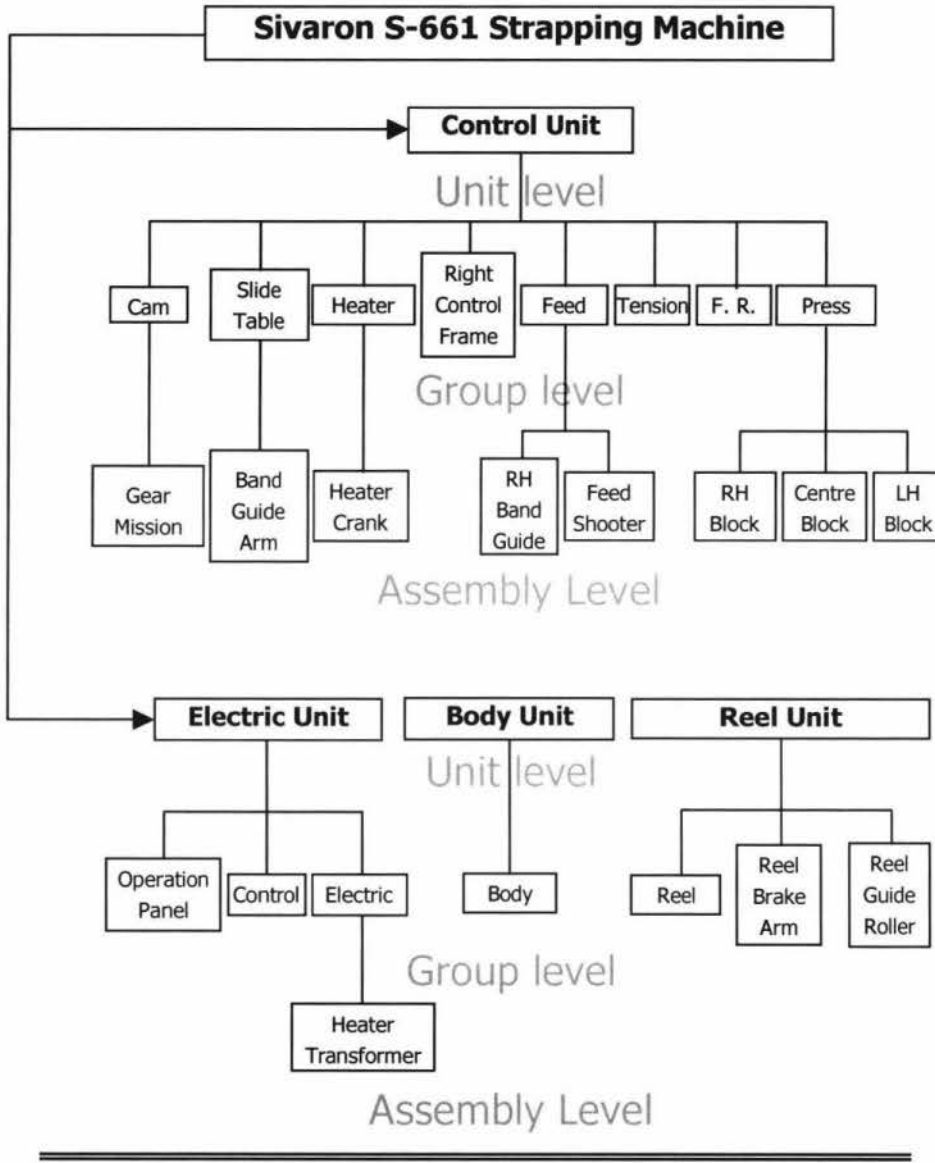 Sivaron S-661 Strapping Machine
Control Unit
Unit level
Cam
Slide
Table
Heater
Right
Control
Frame
Feed
Tension
F. R.
Press
Group level
Gear
Mission
Band
Guide
Arm
Heater
Crank
RH
Band
Guide
Feed
Shooter
RH
Block
Centre
Block
LH
Block
Assembly Level
Electric Unit
Body Unit
Reel Unit
Unit level
Operation
Panel
Control
Electric
Body
Reel
Reel
Brake
Arm
Reel
Guide
Roller
Group level
Heater
Transformer
Assembly Level